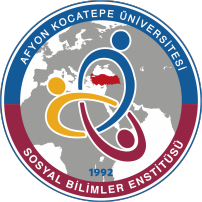 AFYON KOCATEPE ÜNİVERSİTESİ
1992
SOSYAL BİLİMLER ENSTİTÜSÜ